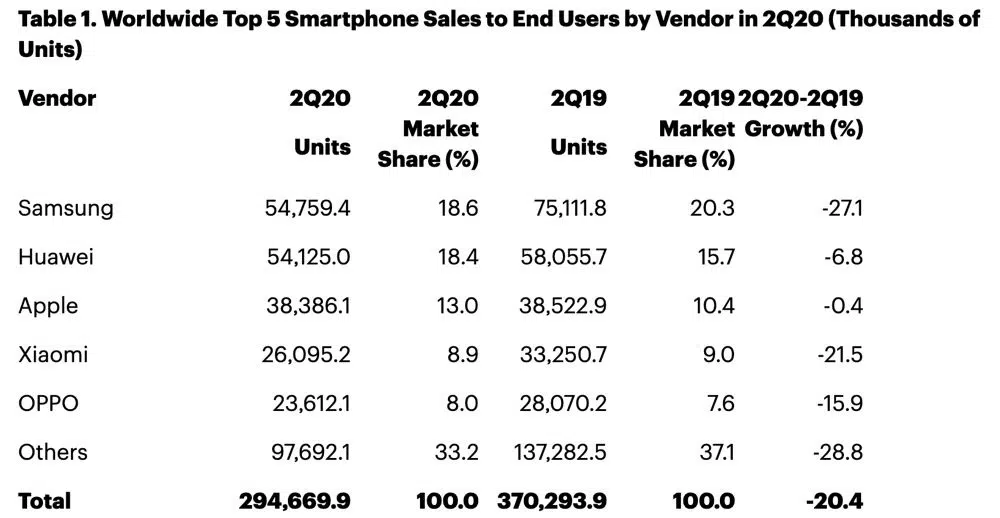 Table 1. Worldwide Top 5 Smartphone Sales to End Users by Vendor in 2Q20 (Thousands of
Units)
Vendor 2Q20 Units 2Q20 Market Share (%) 2Q19 Units 2Q19 Market Share (%) 2Q20-2Q19 Growth (%)
Samsung 54,759.4 18.6 75,111.8 20.3 -27.1
Huawei 54,125.0 18.4 58,055.7 15.7 -6.8
Apple 38,386.1 13.0 38,522.9 10.4 -0.4
Xiaomi 26,095.2 8.9 33,250.7 9.0 -21.5
OPPO 23,612.1 8.0 28,070.2 7.6 -15.9
Others 97,692.1 33.2 137,282.5 37.1 -28.8
Total 294,669.9 100.0 370,293.9 100.0 -20.4